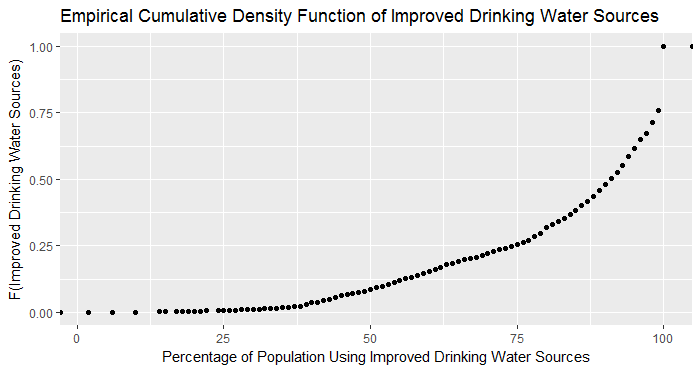 Empirical Cumulative Density Function of Improved Drinking Water Sources
F(Improved Drinking Water Sources)
1.00
0.75
0.50
0.25
0.00
0 25 50 75 100
Percentage of Population Using Improved Drinking Water Sources